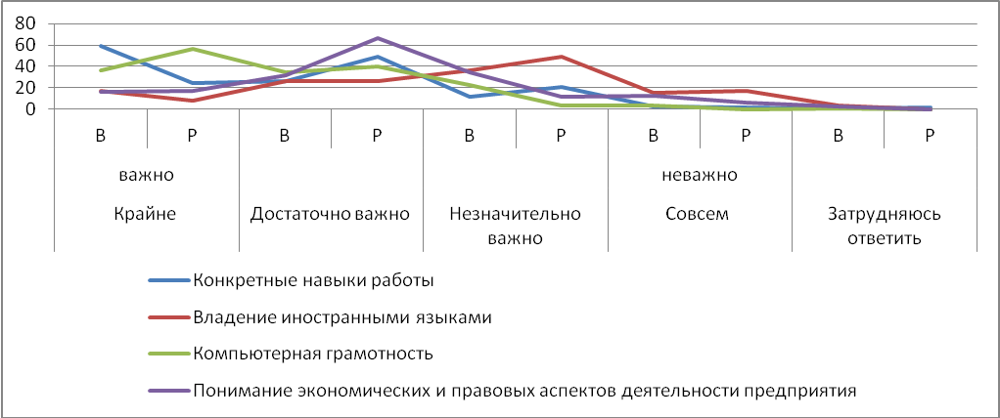 80
60
40
20
0
В Р В Р В Р В Р В Р
важно неважно
Крайне Достаточно важно Незначительно важно Совсем Затрудняюсь ответить
Конкретные навыки работы
Владение иностранными языками
Компьютерная грамотность
Понимание экономических и правовых аспектов деятельности предприятия